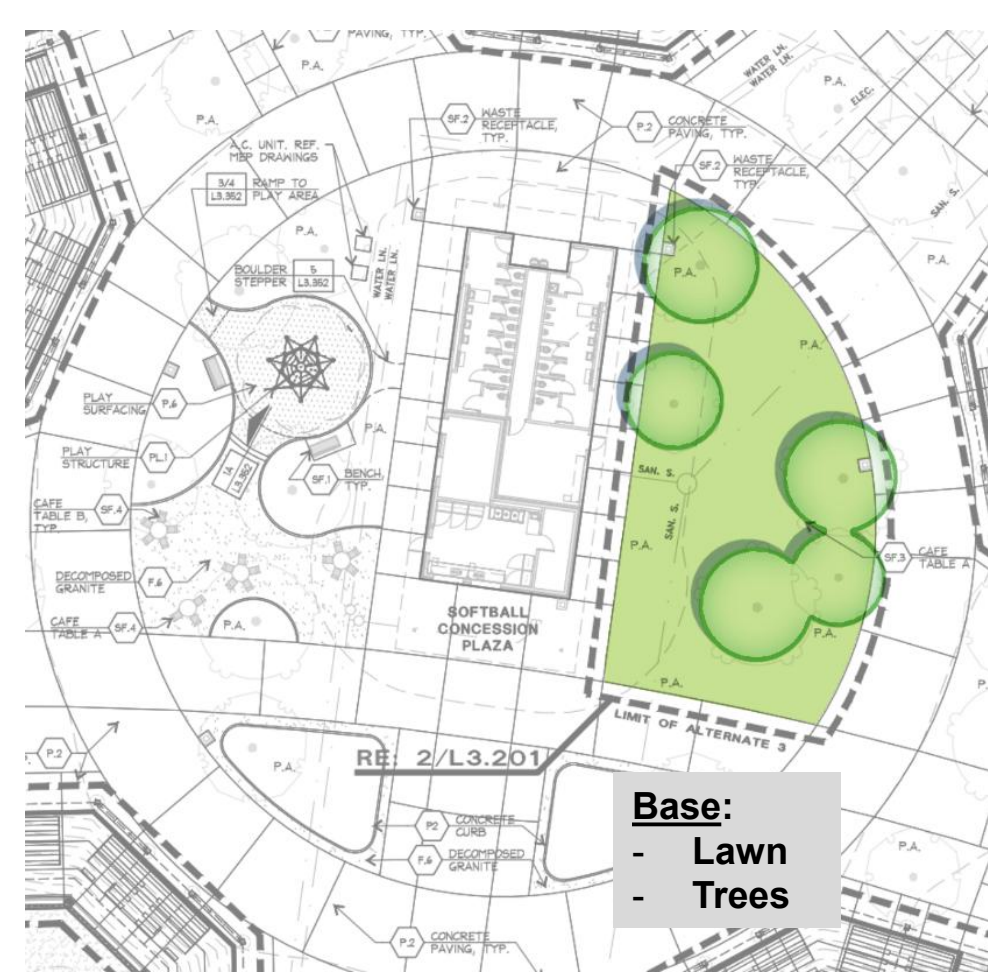 PAVING, TYP.
P.A.
P.A.
A.C. UNIT. REF.
MEP DRAWINGS
3/4
L3.352
RAMP TO
PLAY AREA
P.A.
BOULDER
STEPPER
5
L3.352
WATER LN.
WATER LN.
SF.2
WASTE
RECEPTACLE,
TYP.
P.2
CONCRETE
PAVING, TYP.
WATER LN.
WATER LN.
ELEC.
P.A.
SF.2
WASTE
RECEPTACLE,
TYP.
SAN. S.
P.A.
P.A.
P.A.
PLAY
SURFACING
P.6
PLAY
STRUCTURE
PL.1
1A
L3.352
P.A.
SF.1
BENCH,
TYP.
CAFE
TABLE B,
TYP.
SF.4
DECOMPOSED
GRANITE
F.6
CAFE
TABLE A
SF.4
P.A.
SAN. S.
SAN. S.
P.A.
SF.3
CAFE
TABLE A
P.A.
P.A.
SOFTBALL
CONCESSION
PLAZA
LIMIT OF ALTERNATE 3
RE: 2/L3.201
P.2
P.A.
P2
CONCRETE
CURB
F.6
DECOMPOSED
GRANITE
P.2
CONCRETE
PAVING, TYP.
P.A.
Base:
- Lawn
- Trees